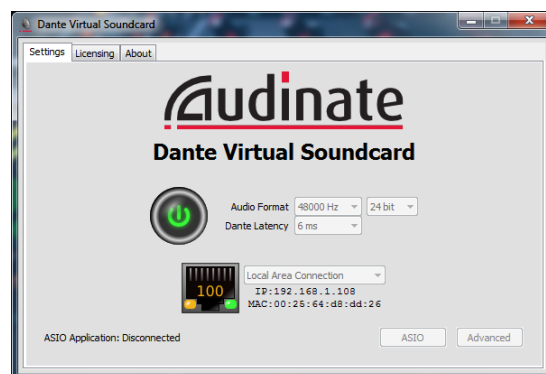 Dante Virtual Soundcard
Settings Licensing About
Audinate
Dante Virtual Soundcard
Audio Format 48000 Hz 24 bit
Dante Latency 6 ms
Local Area Connection
100 IP:192.168.1.108
MAC:00:25:64:d8:dd:26
ASIO Application: Disconnected ASIO Advanced